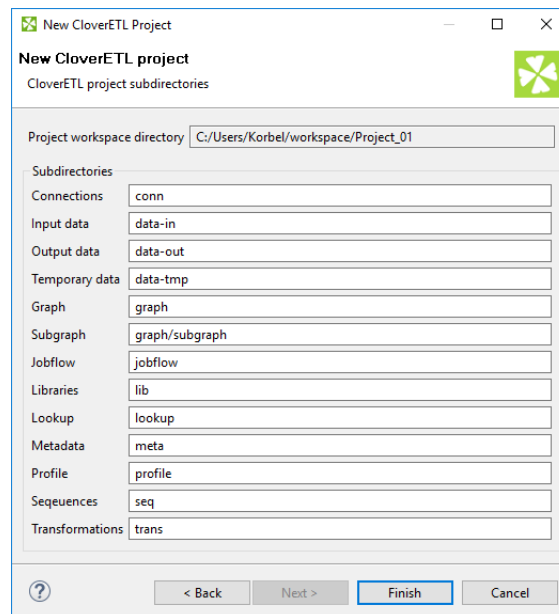 New CloverETL Project
New CloverETL project
CloverETL project subdirectories
Project workspace directory C:/Users/Korbel/workspace/Project_01
Subdirectories
Connections conn
Input data data-in
Output data data-out
Temporary data data-tmp
Graph graph
Subgraph graph/subgraph
Jobflow jobflow
Libraries lib
Lookup lookup
Metadata meta
Profile profile
Seqeuences seq
Transformations trans
? < Back Next > Finish Cancel